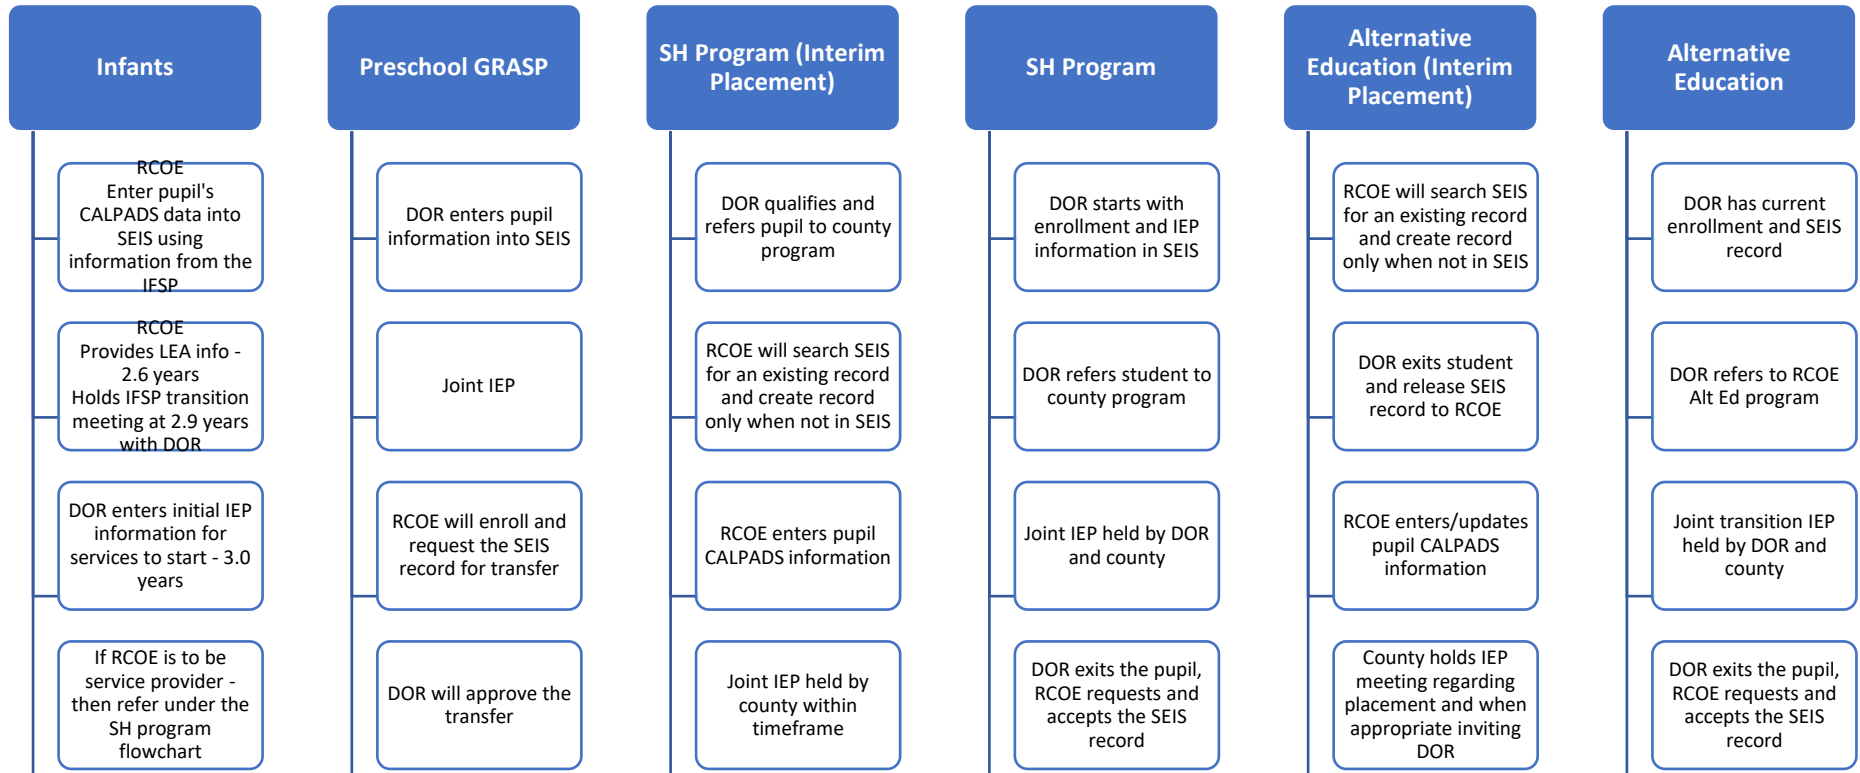 Infants
RCOE
Enter pupil's
CALPADS data into
SEIS using
information from the
IFSP
RCOE
Provides LEA info -
2.6 years
Holds IFSP transition
meeting at 2.9 years
with DOR
DOR enters initial IEP
information for
services to start - 3.0
years
If RCOE is to be
service provider -
then refer under the
SH program
flowchart
Preschool GRASP
DOR enters pupil
information into SEIS
Joint IEP
RCOE will enroll and
request the SEIS
record for transfer
DOR will approve the
transfer
SH Program (Interim
Placement)
DOR qualifies and
refers pupil to county
program
RCOE will search SEIS
for an existing record
and create record
only when not in SEIS
RCOE enters pupil
CALPADS information
Joint IEP held by
county within
timeframe
SH Program
DOR starts with
enrollment and IEP
information in SEIS
DOR refers student to
county program
Joint IEP held by DOR
and county
DOR exits the pupil,
RCOE requests and
accepts the SEIS
record
Alternative
Education (Interim
Placement)
RCOE will search SEIS
for an existing record
and create record
only when not in SEIS
DOR exits student
and release SEIS
record to RCOE
RCOE enters/updates
pupil CALPADS
information
County holds IEP
meeting regarding
placement and when
appropriate inviting
DOR
Alternative
Education
DOR has current
enrollment and SEIS
record
DOR refers to RCOE
Alt Ed program
Joint transition IEP
held by DOR and
county
DOR exits the pupil,
RCOE requests and
accepts the SEIS
record